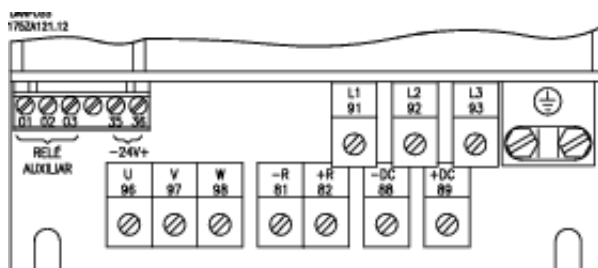 175ZA121.12
L1 L2 L3
91 92 93
01 02 03 35 36
RELÉ
AUXILIAR
-24V+
U V W -R +R -DC +DC
96 97 98 81 82 88 89